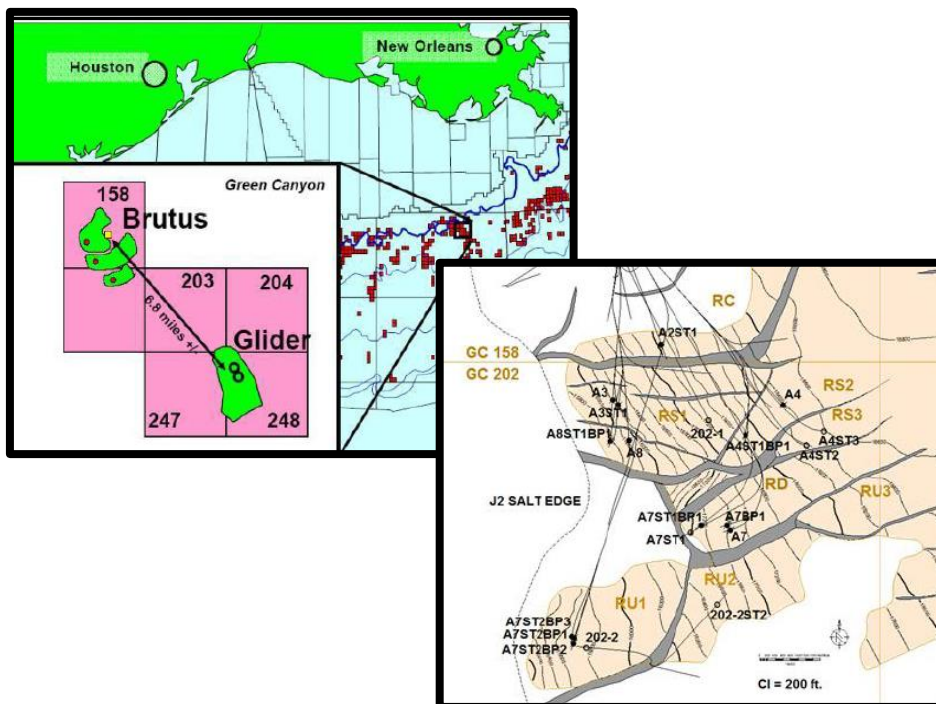 New Orleans
Houston
Green Canyon
158
Brutus
203
204
6.8 miles +/-
Glider
247
248
RC
A2ST1
GC 158
GC 202
A3
A3ST1
RS1
202-1
A4
RS2
RS3
A8ST1BP1
A8
A4ST1BP1
A4ST3
A4ST2
J2 SALT EDGE
RD
RU3
A7ST1BP1
A7BP1
A7ST1
A7
RU2
RU1
202-2ST2
A7ST2BP3
A7ST2BP1
202-2
A7ST2BP2
CI = 200 ft.